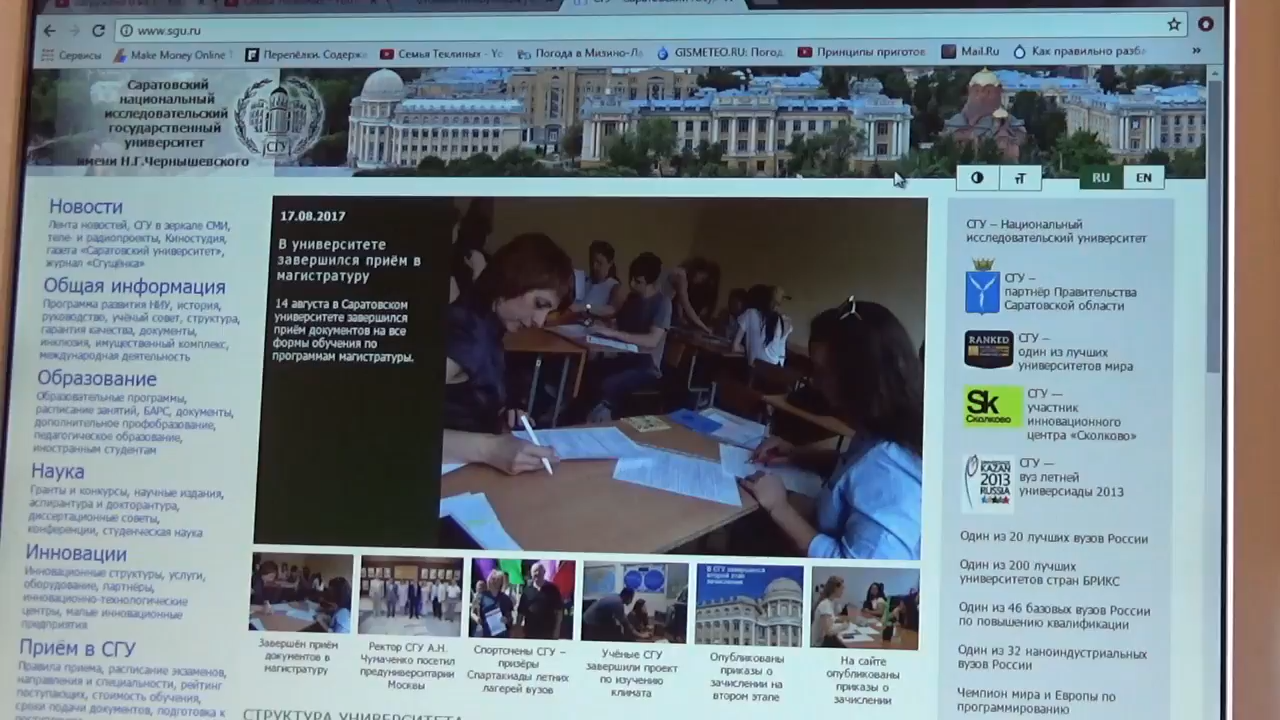 www.sgu.ru
Сервисы
Make Money Online
Перепёлки. Содерж
Семья Теклиных - Yo
Погода в Мизино-Ла
GISMETEO.RU: Погод
Принципы приготов
Mail.Ru
Как правильно разбе
»
Саратовский
национальный
исследовательский
государственный
университет
имени Н.Г.Чернышевского
СГУ
RU
EN
Новости
Лента новостей, СГУ в зеркале СМИ,
теле- и радиопроекты, Киностудия,
газета «Саратовский университет»,
журнал «Сгущёнка»
Общая информация
Программа развития НИУ, история,
руководство, учёный совет, структура,
гарантия качества, документы,
инклюзия, имущественный комплекс,
международная деятельность
Образование
Образовательные программы,
расписание занятий, БАРС, документы,
дополнительное профобразование,
педагогическое образование,
иностранным студентам
Наука
Гранты и конкурсы, научные издания,
аспирантура и докторантура,
диссертационные советы,
конференции, студенческая наука
Инновации
Инновационные структуры, услуги,
оборудование, партнёры,
инновационно-технологические
центры, малые инновационные
предприятия
Приём в СГУ
Правила приема, расписание экзаменов,
направления и специальности, рейтинг
поступающих, стоимость обучения,
сроки подачи документов, подготовка к
17.08.2017
В университете
завершился приём в
магистратуру
14 августа в Саратовском
университете завершился
приём документов на все
формы обучения по
программам магистратуры.
Завершён приём
документов в
магистратуру
Ректор СГУ А.Н.
Чумаченко посетил
предуниверситарии
Москвы
Спортсмены СГУ –
призёры
Спартакиады летних
лагерей вузов
Учёные СГУ
завершили проект
по изучению
климата
В СГУ завершился
второй этап
зачисления
Опубликованы
приказы о
зачислении на
втором этапе
На сайте
опубликованы
приказы о
зачислении
СТРУКТУРА УНИВЕРСИТЕТА
СГУ – Национальный
исследовательский университет
СГУ –
партнёр Правительства
Саратовской области
RANKED
СГУ —
один из лучших
университетов мира
Sk
Сколково
СГУ —
участник
инновационного
центра «Сколково»
KAZAN
2013
RUSSIA
СГУ —
вуз летней
универсиады 2013
Один из 20 лучших вузов России
Один из 200 лучших
университетов стран БРИКС
Один из 46 базовых вузов России
по повышению квалификации
Один из 32 наноиндустриальных
вузов России
Чемпион мира и Европы по
программированию